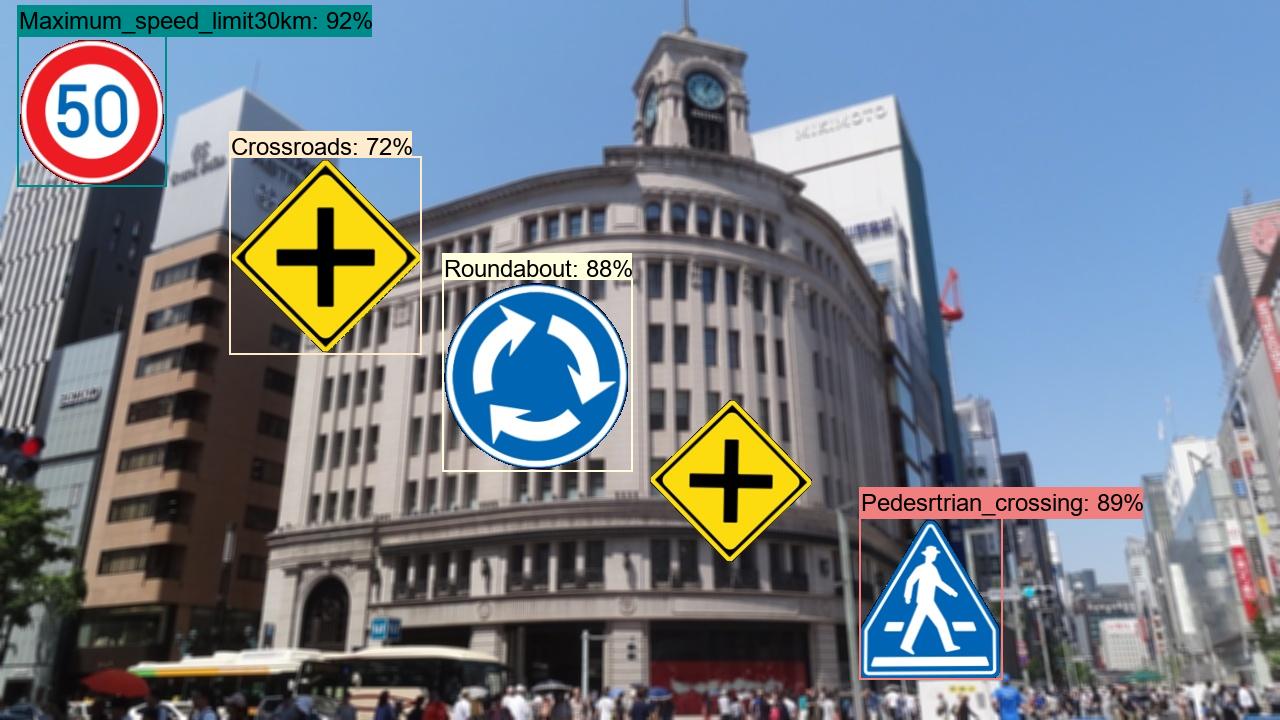 Maximum_speed_limit30km: 92%
50
Crossroads: 72%
MIKIMOTO
Roundabout: 88%
Pedesrtrian_crossing: 89%